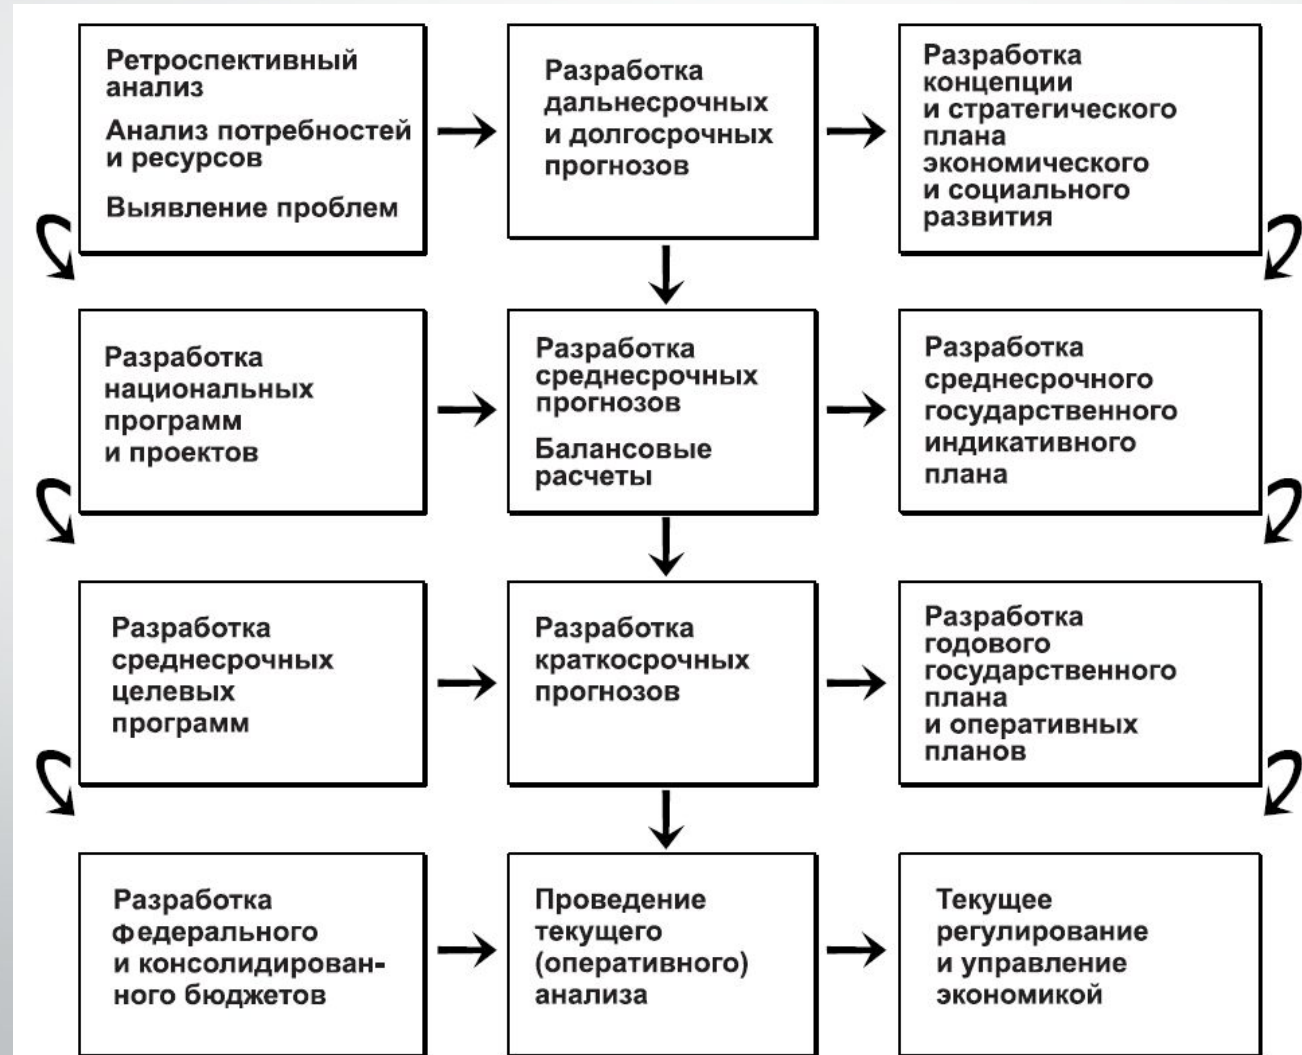 Ретроспективный
анализ
Анализ потребностей
и ресурсов
Выявление проблем
Разработка
дальнесрочных
и долгосрочных
прогнозов
Разработка
концепции
и стратегического
плана
экономического
и социального
развития
Разработка
национальных
программ
и проектов
Разработка
среднесрочных
прогнозов
Балансовые
расчеты
Разработка
среднесрочного
государственного
индикативного
плана
Разработка
среднесрочных
целевых
программ
Разработка
краткосрочных
прогнозов
Разработка
годового
государственного
плана
и оперативных
планов
Разработка
федерального
и консолидирован-
ного бюджетов
Проведение
текущего
(оперативного)
анализа
Текущее
регулирование
и управление
экономикой